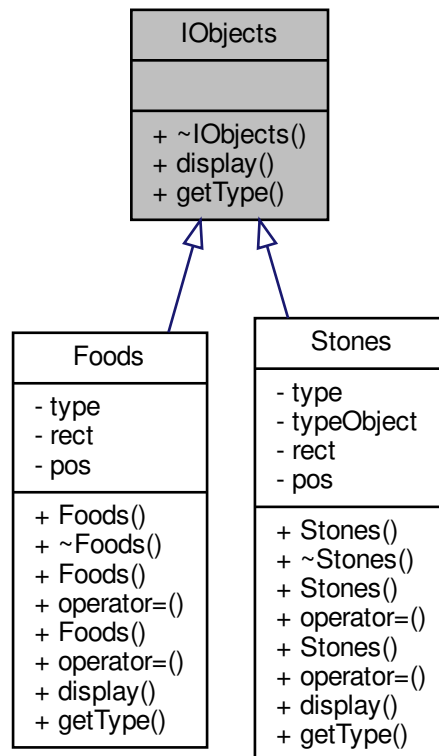 IObjects
+ ~IObjects()
+ display()
+ getType()
Foods
- type
- rect
- pos
+ Foods()
+ ~Foods()
+ Foods()
+ operator=()
+ Foods()
+ operator=()
+ display()
+ getType()
Stones
- type
- typeObject
- rect
- pos
+ Stones()
+ ~Stones()
+ Stones()
+ operator=()
+ Stones()
+ operator=()
+ display()
+ getType()